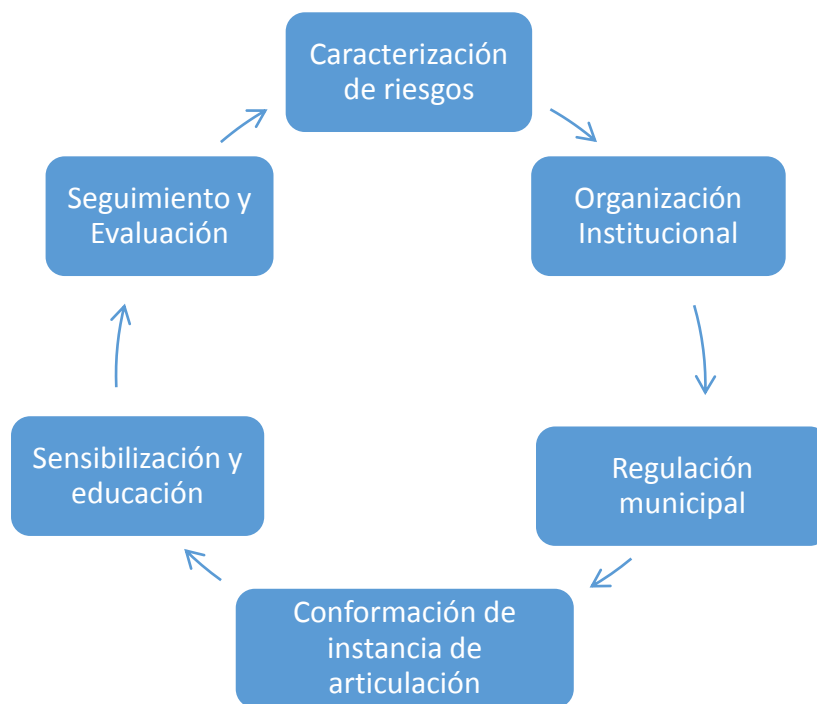 Caracterización
de riesgos
Organización
Institucional
Regulación
municipal
Conformación de
instancia de
articulación
Sensibilización y
educación
Seguimiento y
Evaluación